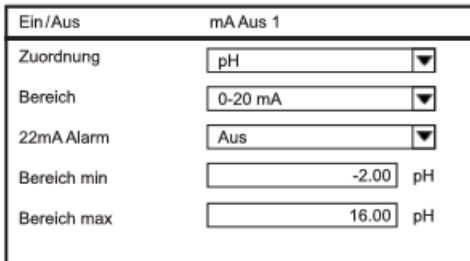 Ein/Aus mA Aus 1
Zuordnung pH
Bereich 0-20 mA
22mA Alarm Aus
Bereich min -2.00 pH
Bereich max 16.00 pH